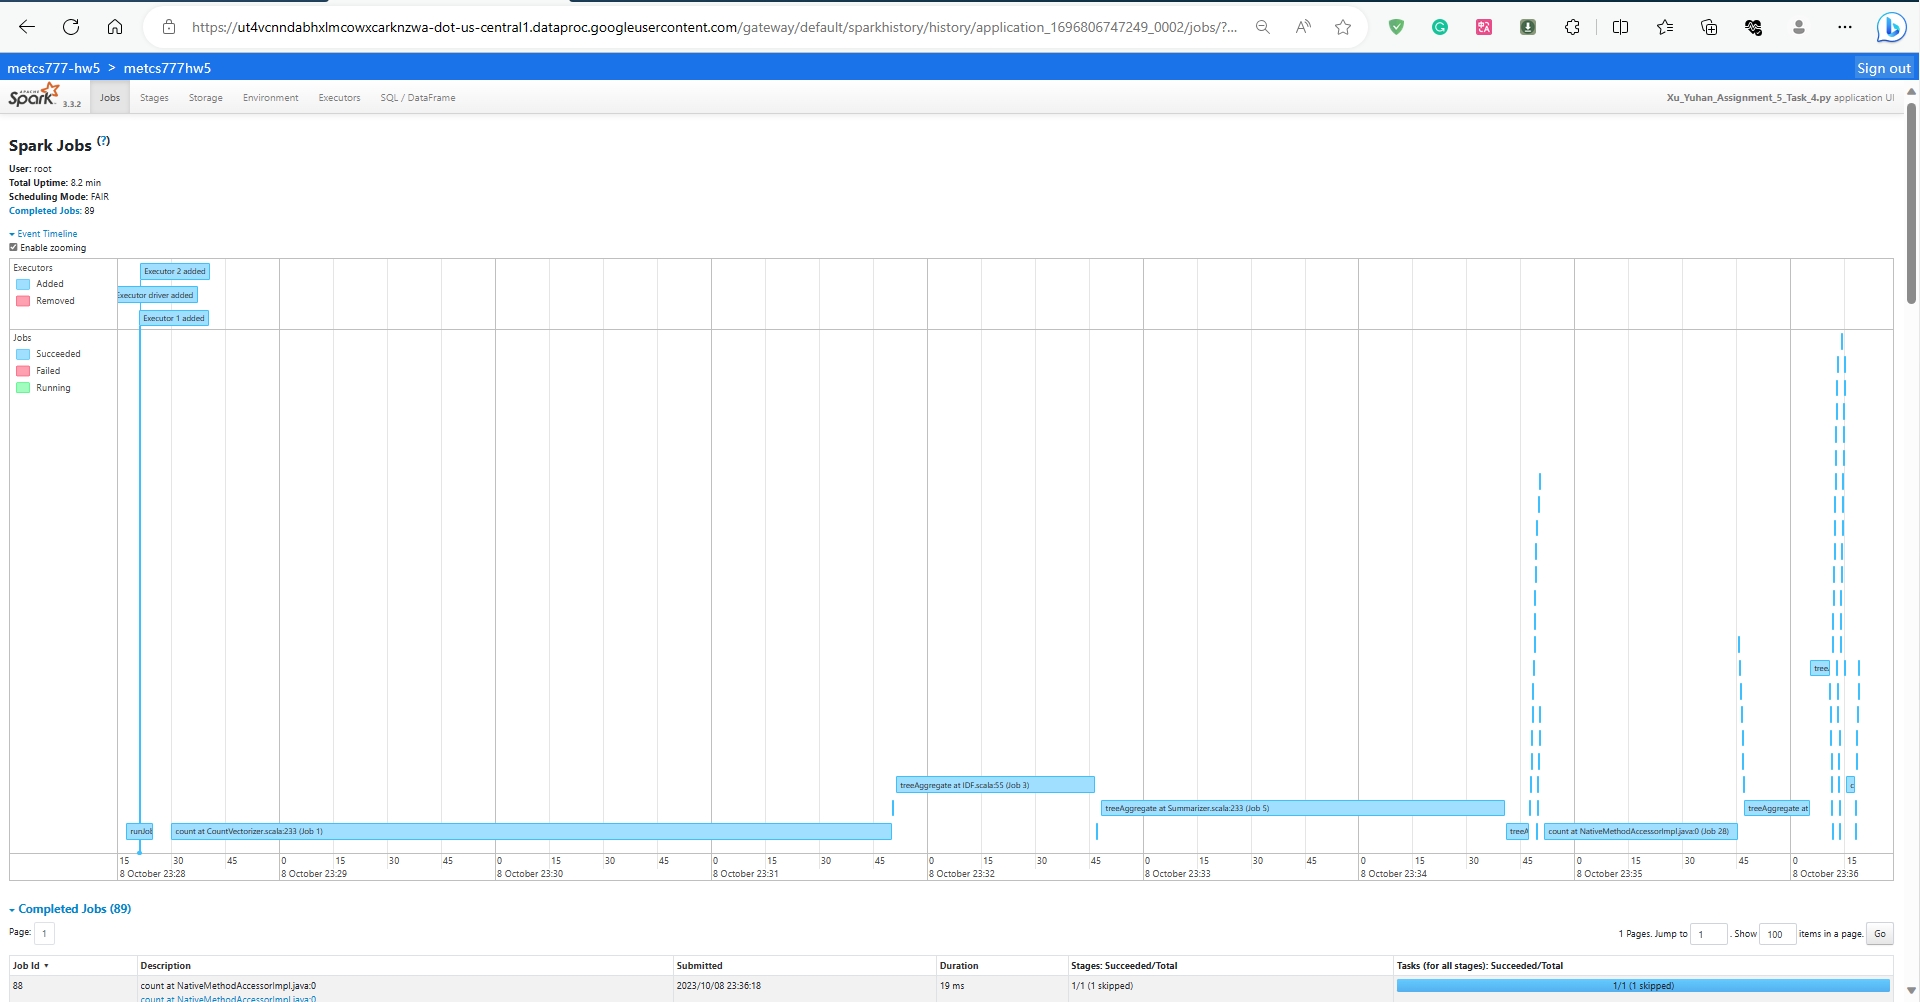 https://ut4vcnndabhxlmcowxcarknzwa-dot-us-central1.dataproc.googleusercontent.com/gateway/default/sparkhistory/history/application_1696806747249_0002/jobs/?...
metcs777-hw5 > metcs777hw5
Sign out
APACHE Spark 3.3.2
Jobs Stages Storage Environment Executors SQL / DataFrame
Xu_Yuhan_Assignment_5_Task_4.py application UI
Spark Jobs (?)
User: root
Total Uptime: 8.2 min
Scheduling Mode: FAIR
Completed Jobs: 89
Event Timeline
Enable zooming
Executors
Added
Removed
Executor 2 added
Executor driver added
Executor 1 added
Jobs
Succeeded
Failed
Running
tree
treeAggregate at IDF.scala:55 (Job 3)
c
treeAggregate at Summarizer.scala:233 (Job 5)
treeAggregate at
runJob
count at CountVectorizer.scala:233 (Job 1)
treeA
count at NativeMethodAccessorImpl.java:0 (Job 28)
15 30 45 0 15 30 45 0 15 30 45 0 15 30 45 0 15 30 45 0 15 30 45 0 15 30 45 0 15 30 45 0 15
8 October 23:28 8 October 23:29 8 October 23:30 8 October 23:31 8 October 23:32 8 October 23:33 8 October 23:34 8 October 23:35 8 October 23:36
Completed Jobs (89)
Page: 1
1 Pages. Jump to 1 . Show 100 items in a page. Go
Job Id Description Submitted Duration Stages: Succeeded/Total Tasks (for all stages): Succeeded/Total
88 count at NativeMethodAccessorImpl.java:0 2023/10/08 23:36:18 19 ms 1/1 (1 skipped) 1/1 (1 skipped)
count at NativeMethodAccessorImpl.java:0